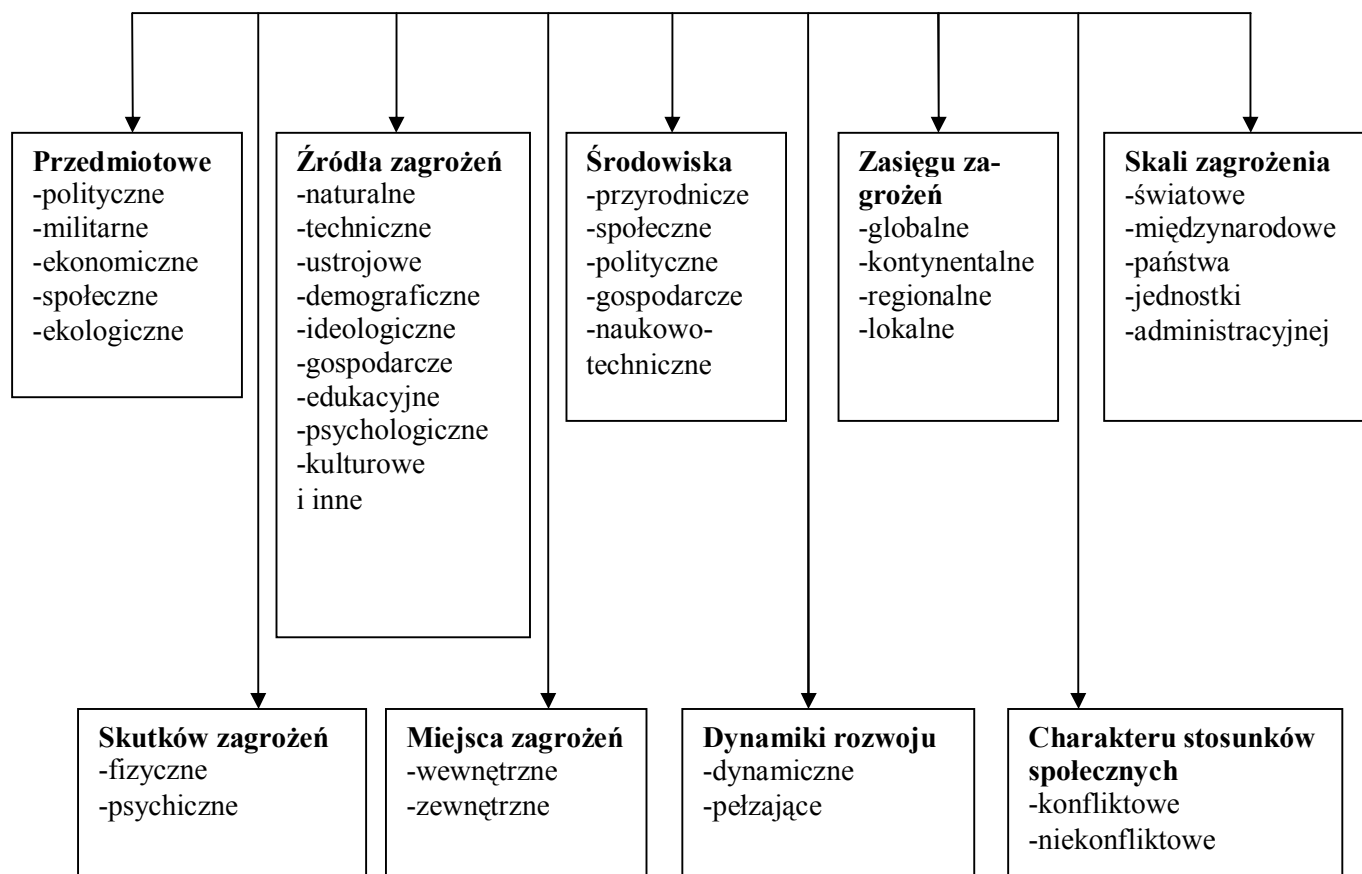 Przedmiotowe
-polityczne
-militarne
-ekonomiczne
-społeczne
-ekologiczne
Źródła zagrożeń
-naturalne
-techniczne
-ustrojowe
-demograficzne
-ideologiczne
-gospodarcze
-edukacyjne
-psychologiczne
-kulturowe
i inne
Środowiska
-przyrodnicze
-społeczne
-polityczne
-gospodarcze
-naukowo-
techniczne
Zasięgu za-
grożeń
-globalne
-kontynentalne
-regionalne
-lokalne
Skali zagrożenia
-światowe
-międzynarodowe
-państwa
-jednostki
-administracyjnej
Skutków zagrożeń
-fizyczne
-psychiczne
Miejsca zagrożeń
-wewnętrzne
-zewnętrzne
Dynamiki rozwoju
-dynamiczne
-pełzające
Charakteru stosunków
społecznych
-konfliktowe
-niekonfliktowe